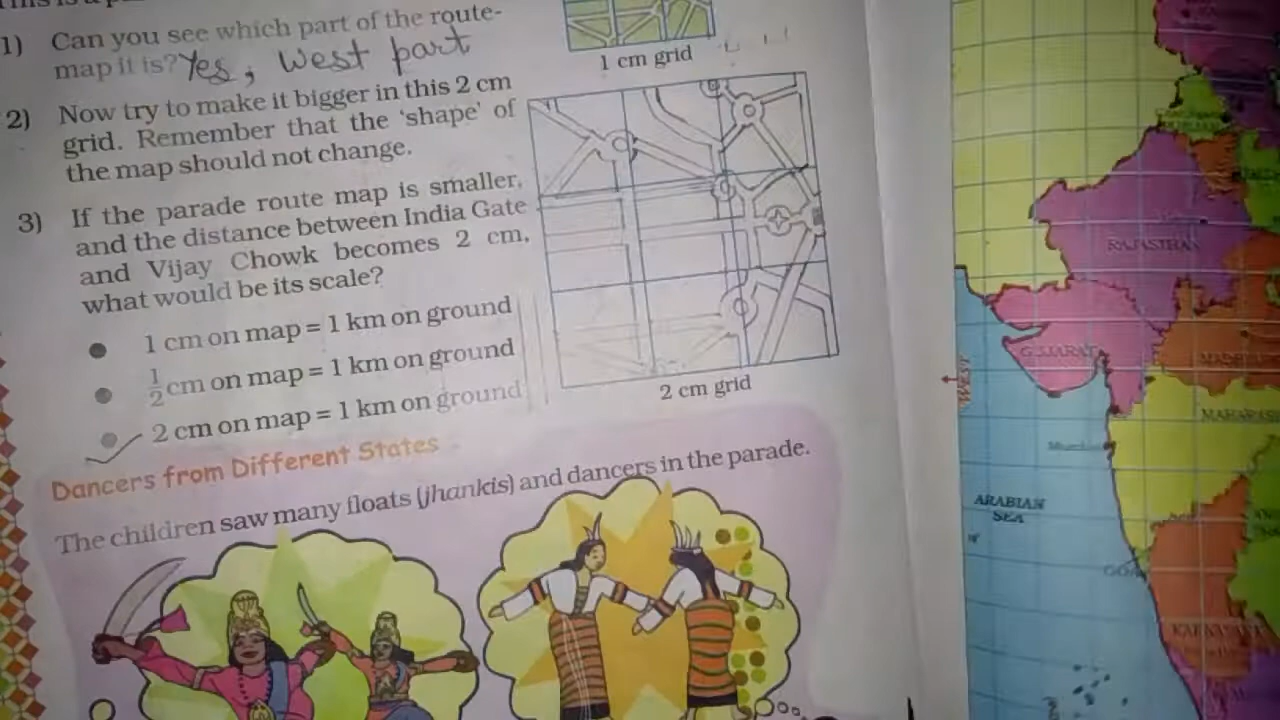 1) Can you see which part of the route-
map it is? Yes, West part
2) Now try to make it bigger in this 2 cm
grid. Remember that the 'shape' of
the map should not change.
3) If the parade route map is smaller,
and the distance between India Gate
and Vijay Chowk becomes 2 cm,
what would be its scale?
1 cm on map = 1 km on ground
1/2 cm on map = 1 km on ground
2 cm on map = 1 km on ground
1 cm grid
2 cm grid
Dancers from Different States
The children saw many floats (jhankis) and dancers in the parade.
RAJASTHAN
GUJARAT
WEST
Mumbai
ARABIAN
SEA
GOA
KARNATAKA